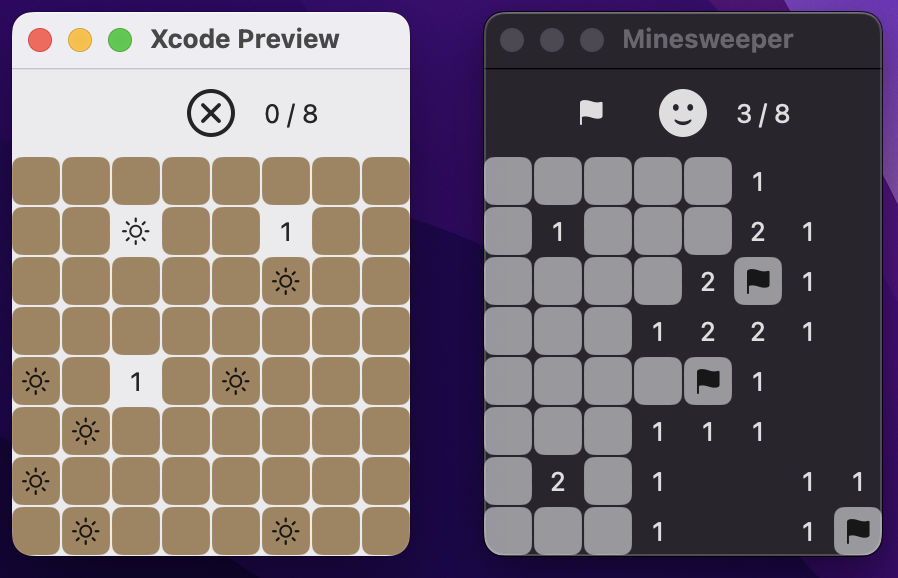 Xcode Preview
0 / 8
1
1
Minesweeper
3 / 8
1
1 2 1
2 1
1 2 2 1
1
1 1 1
2 1 1 1
1 1